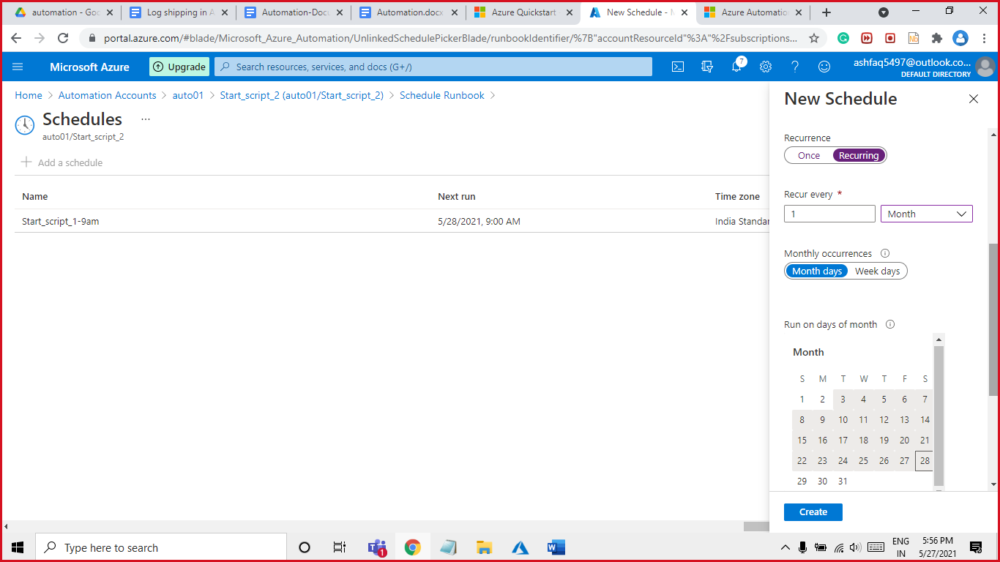 automation - Goo
Log shipping in A
Automation-Docu
Automation.docx
Azure Quickstart
New Schedule - M
Azure Automation
portal.azure.com/#blade/Microsoft_Azure_Automation/UnlinkedSchedulePickerBlade/runbookIdentifier/%7B"accountResourceId"%3A"%2Fsubscriptions...
Microsoft Azure
Upgrade
Search resources, services, and docs (G+/)
7
ashfaq5497@outlook.co...
DEFAULT DIRECTORY
Home > Automation Accounts > auto01 > Start_script_2 (auto01/Start_script_2) > Schedule Runbook >
Schedules ...
auto01/Start_script_2
+ Add a schedule
Name Next run Time zone
Start_script_1-9am 5/28/2021, 9:00 AM India Standar
New Schedule
Recurrence
Once Recurring
Recur every *
1 Month
Monthly occurrences
Month days Week days
Run on days of month
Month
S M T W T F S
1 2 3 4 5 6 7
8 9 10 11 12 13 14
15 16 17 18 19 20 21
22 23 24 25 26 27 28
29 30 31
Create
Type here to search
1
ENG
IN
5:56 PM
5/27/2021